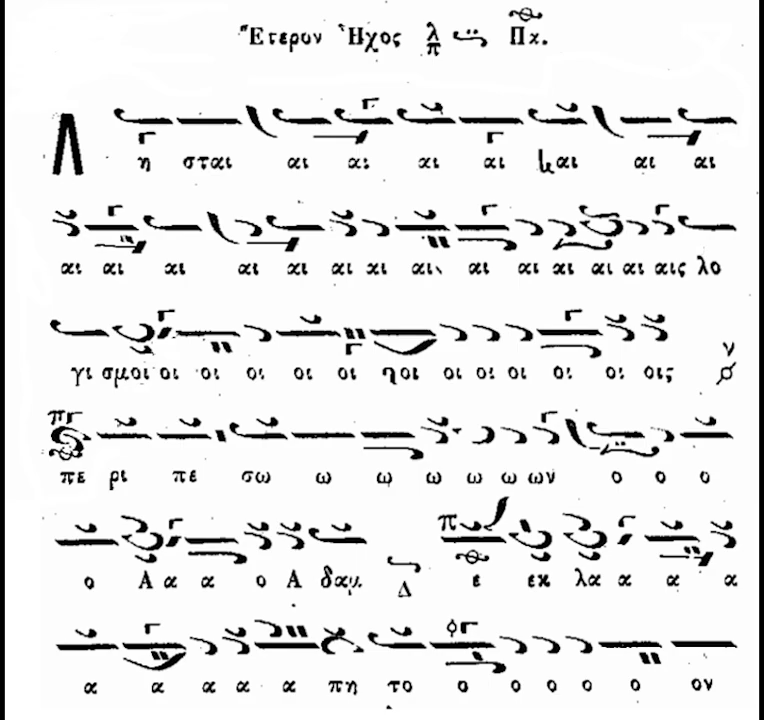 Ἕτερον Ἦχος λ/π Πα.
Λ η σται αι αι αι αι και αι αι
αι αι αι αι αι αι αι αι αι αι αι αι αι αις λο
γι σμοι οι οι οι οι οι ηοι οι οι οι οι οι οις ν
πε ρι πε σω ω ω ω ω ω ων ο ο ο
ο Α α α ο Α δαμ Δ ε εκ λα α α α
α α α α α πη το ο ο ο ο ο ον